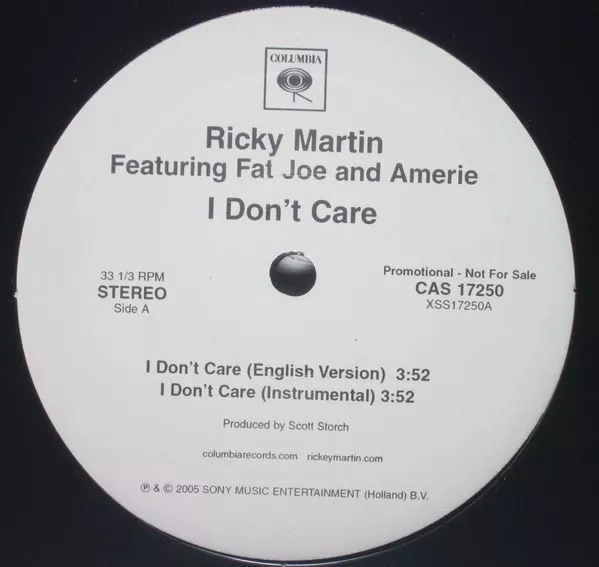 COLUMBIA
Ricky Martin
Featuring Fat Joe and Amerie
I Don't Care
33 1/3 RPM
STEREO
Side A
Promotional - Not For Sale
CAS 17250
XSS17250A
I Don't Care (English Version) 3:52
I Don't Care (Instrumental) 3:52
Produced by Scott Storch
columbiarecords.com rickeymartin.com
℗ & © 2005 SONY MUSIC ENTERTAINMENT (Holland) B.V.